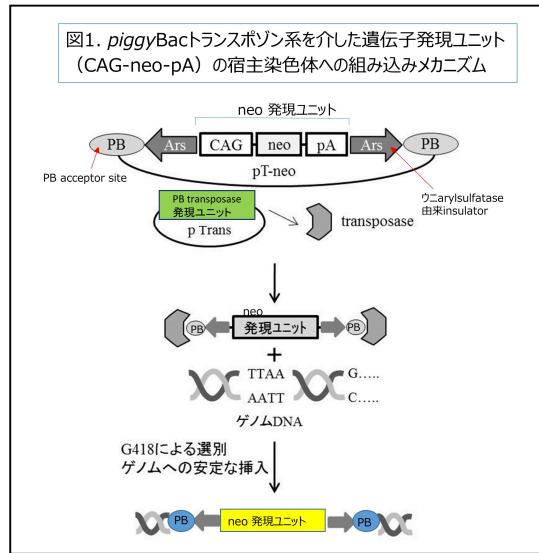 図1. piggyBacトランスポゾン系を介した遺伝子発現ユニット
（CAG-neo-pA）の宿主染色体への組み込みメカニズム
neo 発現ユニット
PB Ars CAG neo pA Ars PB
PB acceptor site
pT-neo
ウニarylsulfatase
由来insulator
PB transposase
発現ユニット
p Trans
transposase
neo
PB 発現ユニット PB
+
TTAA G…..
AATT C…..
ゲノムDNA
G418による選別
ゲノムへの安定な挿入
PB neo 発現ユニット PB